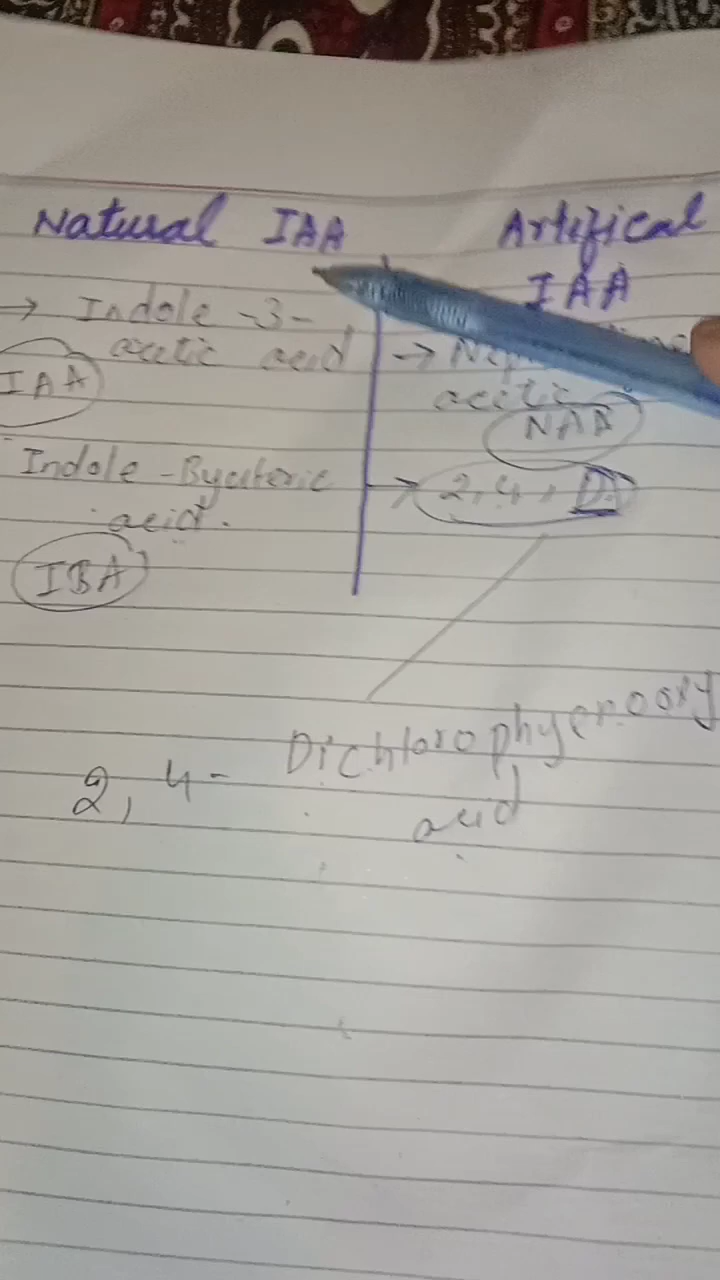 Natural IAA
→ Indole -3-
acetic acid
IAA
Indole -Byuteric
acid.
IBA
Artifical
IAA
→
acetic
NAA
→ 2,4, D.
2, 4- Dichlorophyenooxy
acid